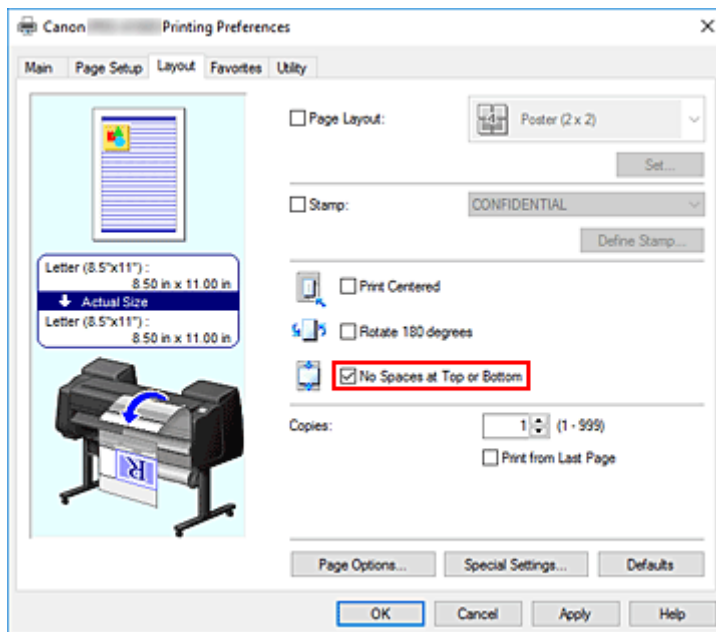 Canon Printing Preferences
Main Page Setup Layout Favorites Utility
Page Layout: Poster (2 x 2)
Set...
Stamp: CONFIDENTIAL
Define Stamp...
Letter (8.5"x11") :
8.50 in x 11.00 in
Actual Size
Letter (8.5"x11") :
8.50 in x 11.00 in
Print Centered
Rotate 180 degrees
No Spaces at Top or Bottom
Copies: 1 (1 - 999)
Print from Last Page
Page Options... Special Settings... Defaults
OK Cancel Apply Help